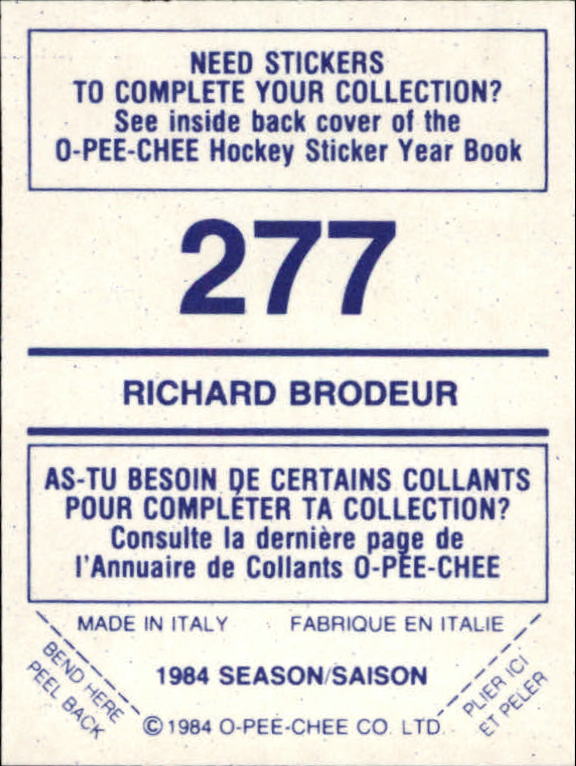 NEED STICKERS
TO COMPLETE YOUR COLLECTION?
See inside back cover of the
O-PEE-CHEE Hockey Sticker Year Book
277
RICHARD BRODEUR
AS-TU BESOIN DE CERTAINS COLLANTS
POUR COMPLÉTER TA COLLECTION?
Consulte la dernière page de
l'Annuaire de Collants O-PEE-CHEE
MADE IN ITALY FABRIQUE EN ITALIE
BEND HERE
PEEL BACK
1984 SEASON/SAISON
PLIER ICI
ET PELER
© 1984 O-PEE-CHEE CO. LTD.